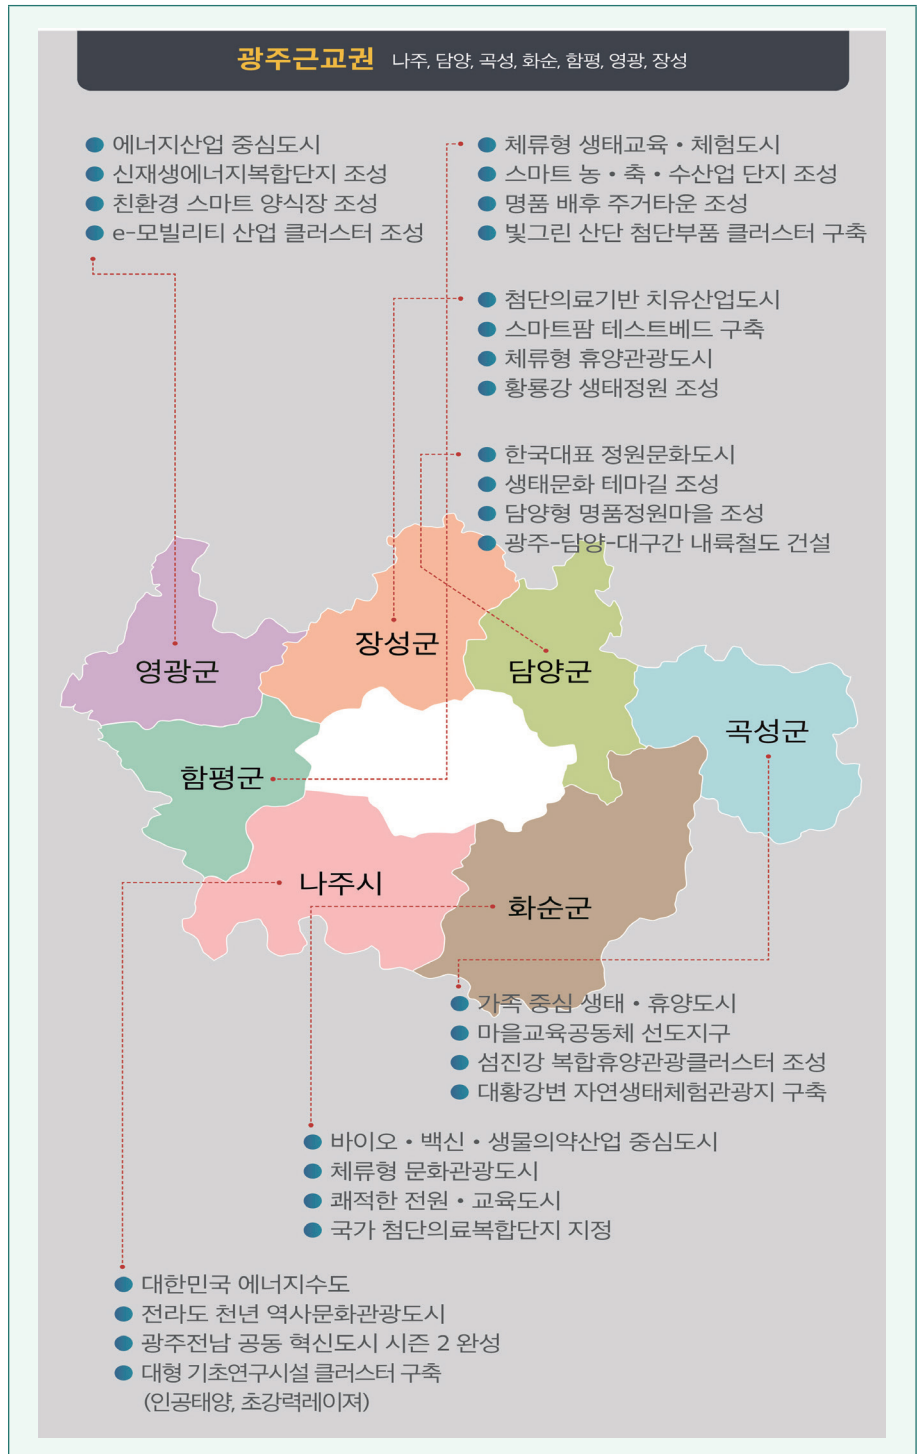 광주근교권 나주, 담양, 곡성, 화순, 함평, 영광, 장성
에너지산업 중심도시
신재생에너지복합단지 조성
친환경 스마트 양식장 조성
e-모빌리티 산업 클러스터 조성
체류형 생태교육・체험도시
스마트 농・축・수산업 단지 조성
명품 배후 주거타운 조성
빛그린 산단 첨단부품 클러스터 구축
첨단의료기반 치유산업도시
스마트팜 테스트베드 구축
체류형 휴양관광도시
황룡강 생태정원 조성
한국대표 정원문화도시
생태문화 테마길 조성
담양형 명품정원마을 조성
광주-담양-대구간 내륙철도 건설
영광군
장성군
담양군
곡성군
함평군
나주시
화순군
가족 중심 생태・휴양도시
마을교육공동체 선도지구
섬진강 복합휴양관광클러스터 조성
대황강변 자연생태체험관광지 구축
바이오・백신・생물의약산업 중심도시
체류형 문화관광도시
쾌적한 전원・교육도시
국가 첨단의료복합단지 지정
대한민국 에너지수도
전라도 천년 역사문화관광도시
광주전남 공동 혁신도시 시즌 2 완성
대형 기초연구시설 클러스터 구축
(인공태양, 초강력레이져)